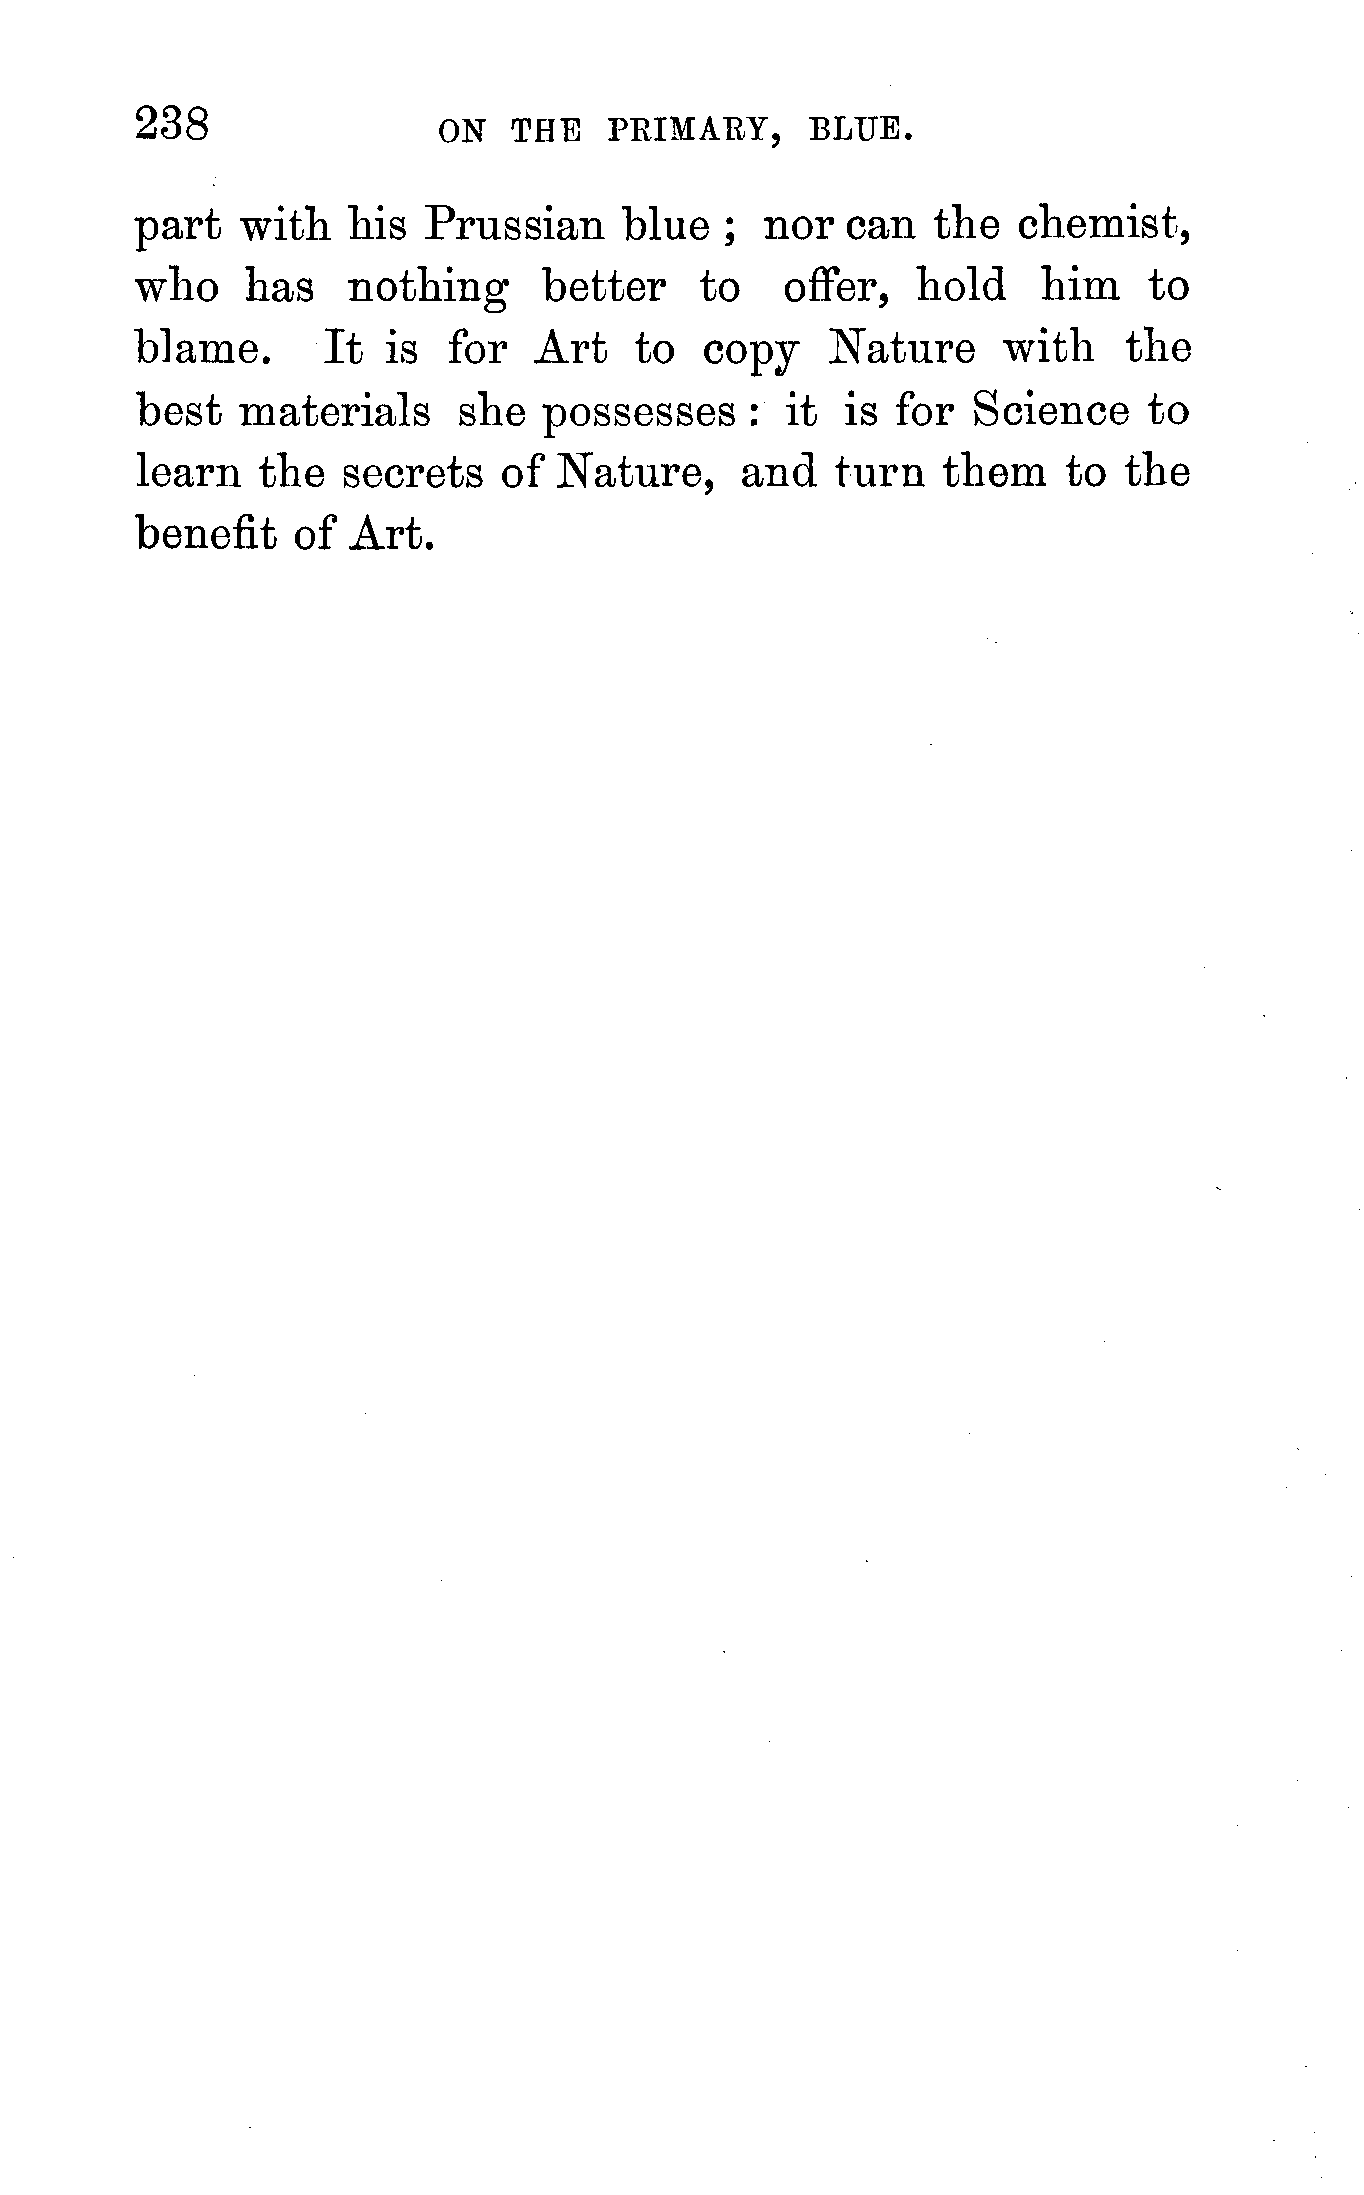 238 ON THE PRIMARY, BLUE.
part with his Prussian blue ; nor can the chemist,
who has nothing better to offer, hold him to
blame. It is for Art to copy Nature with the
best materials she possesses : it is for Science to
learn the secrets of Nature, and turn them to the
benefit of Art.